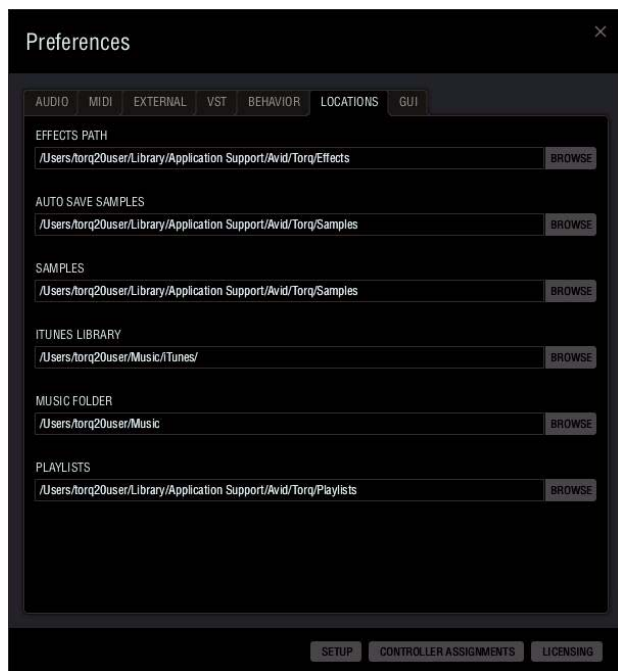 Preferences
AUDIO MIDI EXTERNAL VST BEHAVIOR LOCATIONS GUI
EFFECTS PATH
/Users/torq20user/Library/Application Support/Avid/Torq/Effects BROWSE
AUTO SAVE SAMPLES
/Users/torq20user/Library/Application Support/Avid/Torq/Samples BROWSE
SAMPLES
/Users/torq20user/Library/Application Support/Avid/Torq/Samples BROWSE
ITUNES LIBRARY
/Users/torq20user/Music/iTunes/ BROWSE
MUSIC FOLDER
/Users/torq20user/Music BROWSE
PLAYLISTS
/Users/torq20user/Library/Application Support/Avid/Torq/Playlists BROWSE
SETUP CONTROLLER ASSIGNMENTS LICENSING